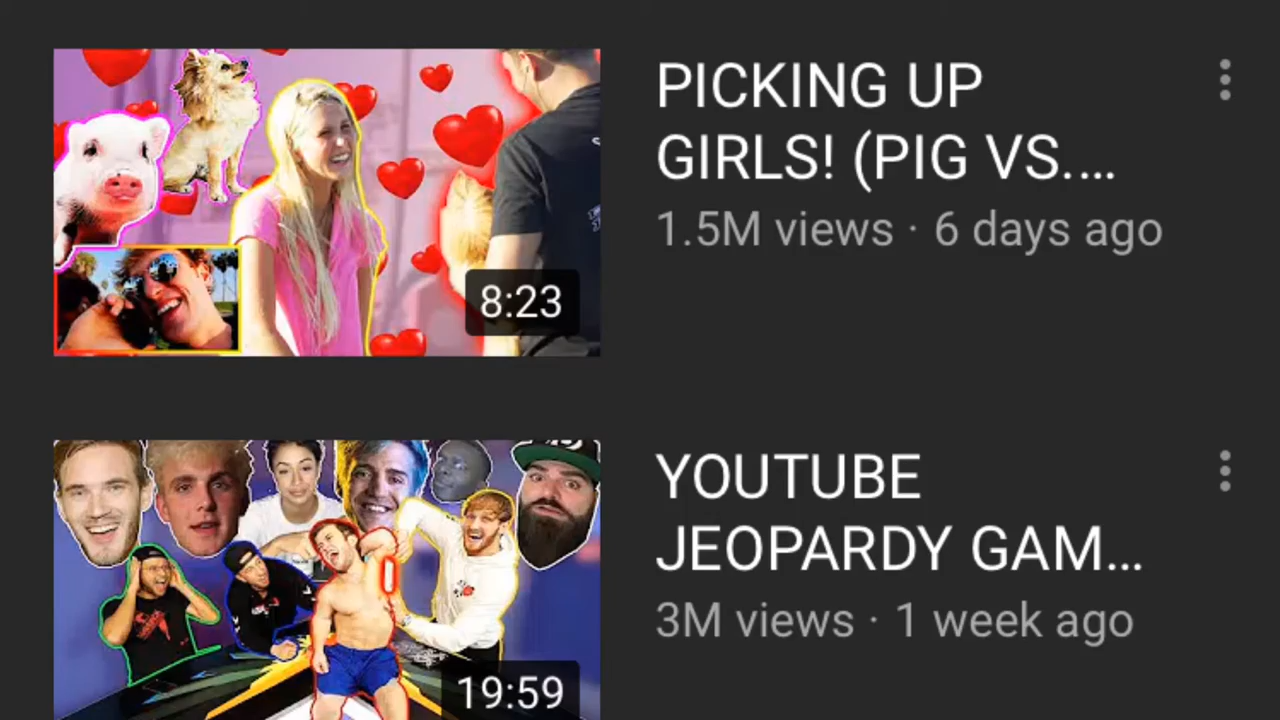 PICKING UP
GIRLS! (PIG VS....
1.5M views · 6 days ago
8:23
YOUTUBE
JEOPARDY GAM...
3M views · 1 week ago
19:59